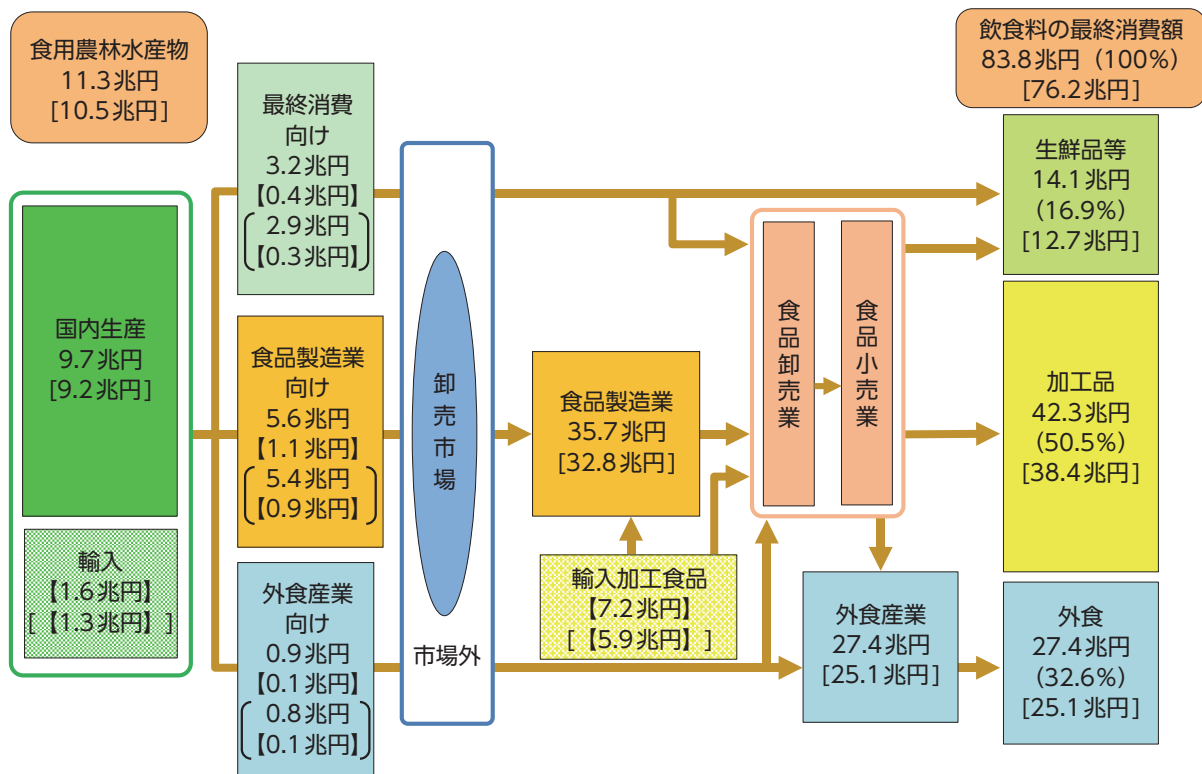 食用農林水産物
11.3兆円
[10.5兆円]
国内生産
9.7兆円
[9.2兆円]
輸入
【1.6兆円】
[【1.3兆円】]
最終消費
向け
3.2兆円
【0.4兆円】
(2.9兆円
【0.3兆円】)
食品製造業
向け
5.6兆円
【1.1兆円】
(5.4兆円
【0.9兆円】)
外食産業
向け
0.9兆円
【0.1兆円】
(0.8兆円
【0.1兆円】)
卸売市場
市場外
食品製造業
35.7兆円
[32.8兆円]
輸入加工食品
【7.2兆円】
[【5.9兆円】]
食品卸売業
食品小売業
外食産業
27.4兆円
[25.1兆円]
飲食料の最終消費額
83.8兆円（100%）
[76.2兆円]
生鮮品等
14.1兆円
(16.9%)
[12.7兆円]
加工品
42.3兆円
(50.5%)
[38.4兆円]
外食
27.4兆円
(32.6%)
[25.1兆円]